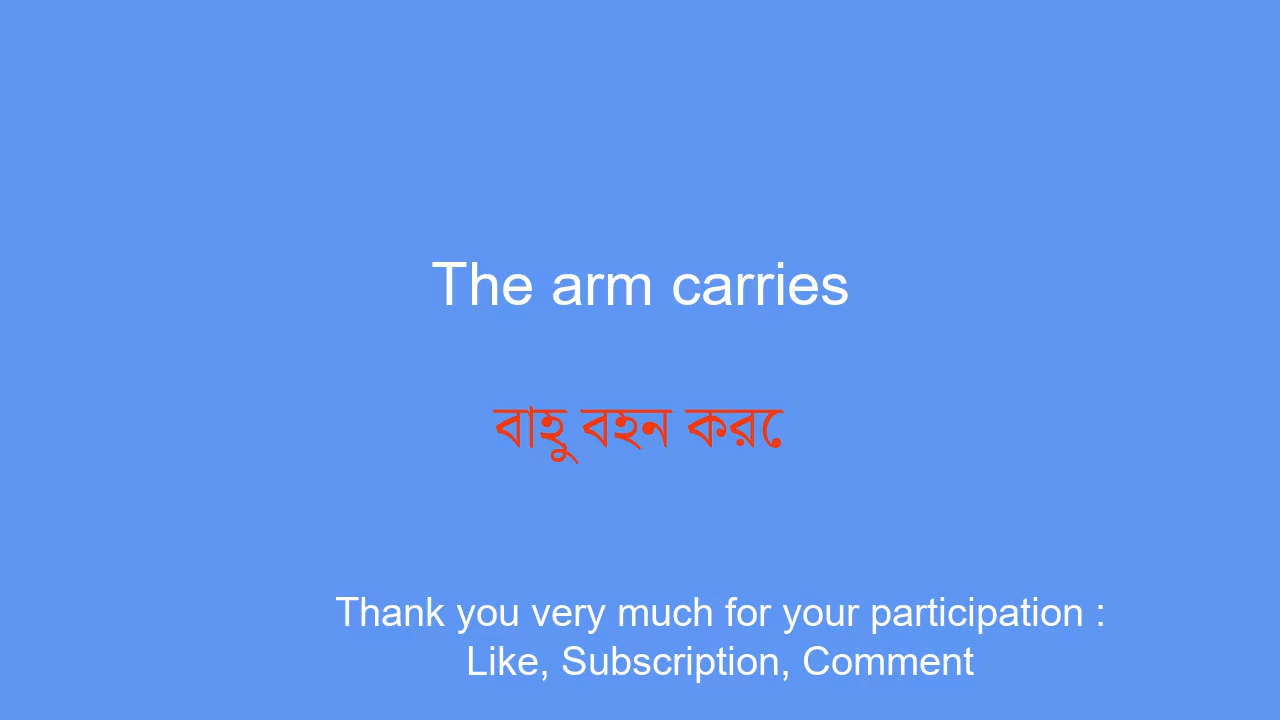 The arm carries
বাহু বহন করে
Thank you very much for your participation :
Like, Subscription, Comment